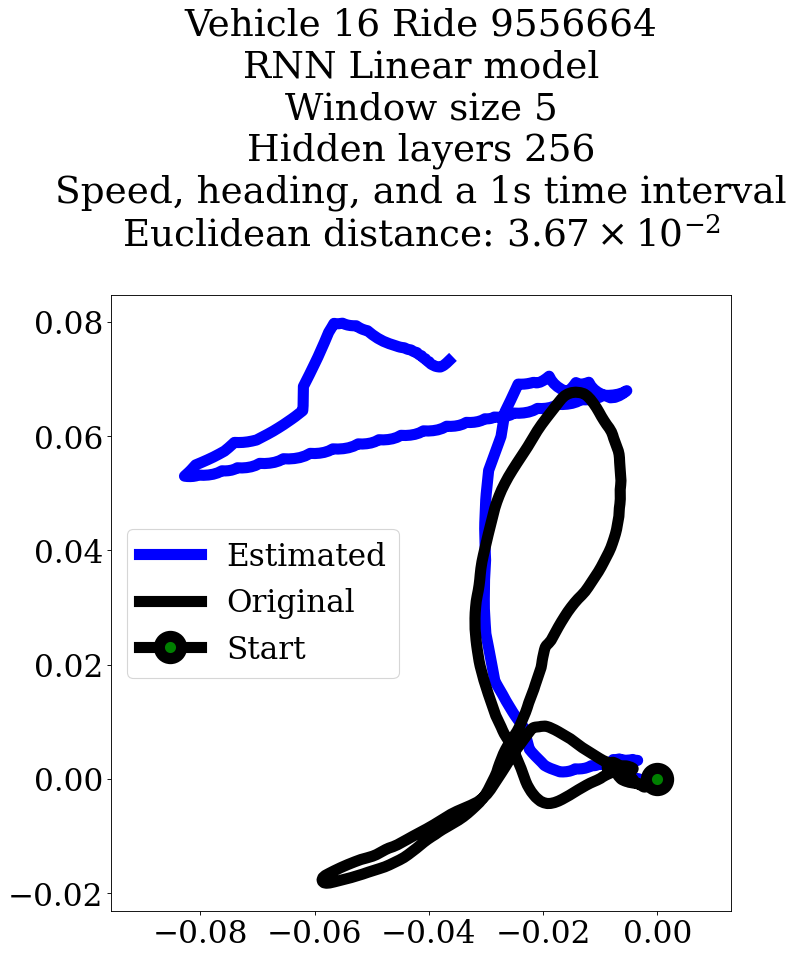 Vehicle 16 Ride 9556664
RNN Linear model
Window size 5
Hidden layers 256
Speed, heading, and a 1s time interval
Euclidean distance: 3.67 × 10⁻²
0.08
0.06
0.04
0.02
0.00
−0.02
Estimated
Original
Start
−0.08 −0.06 −0.04 −0.02 0.00